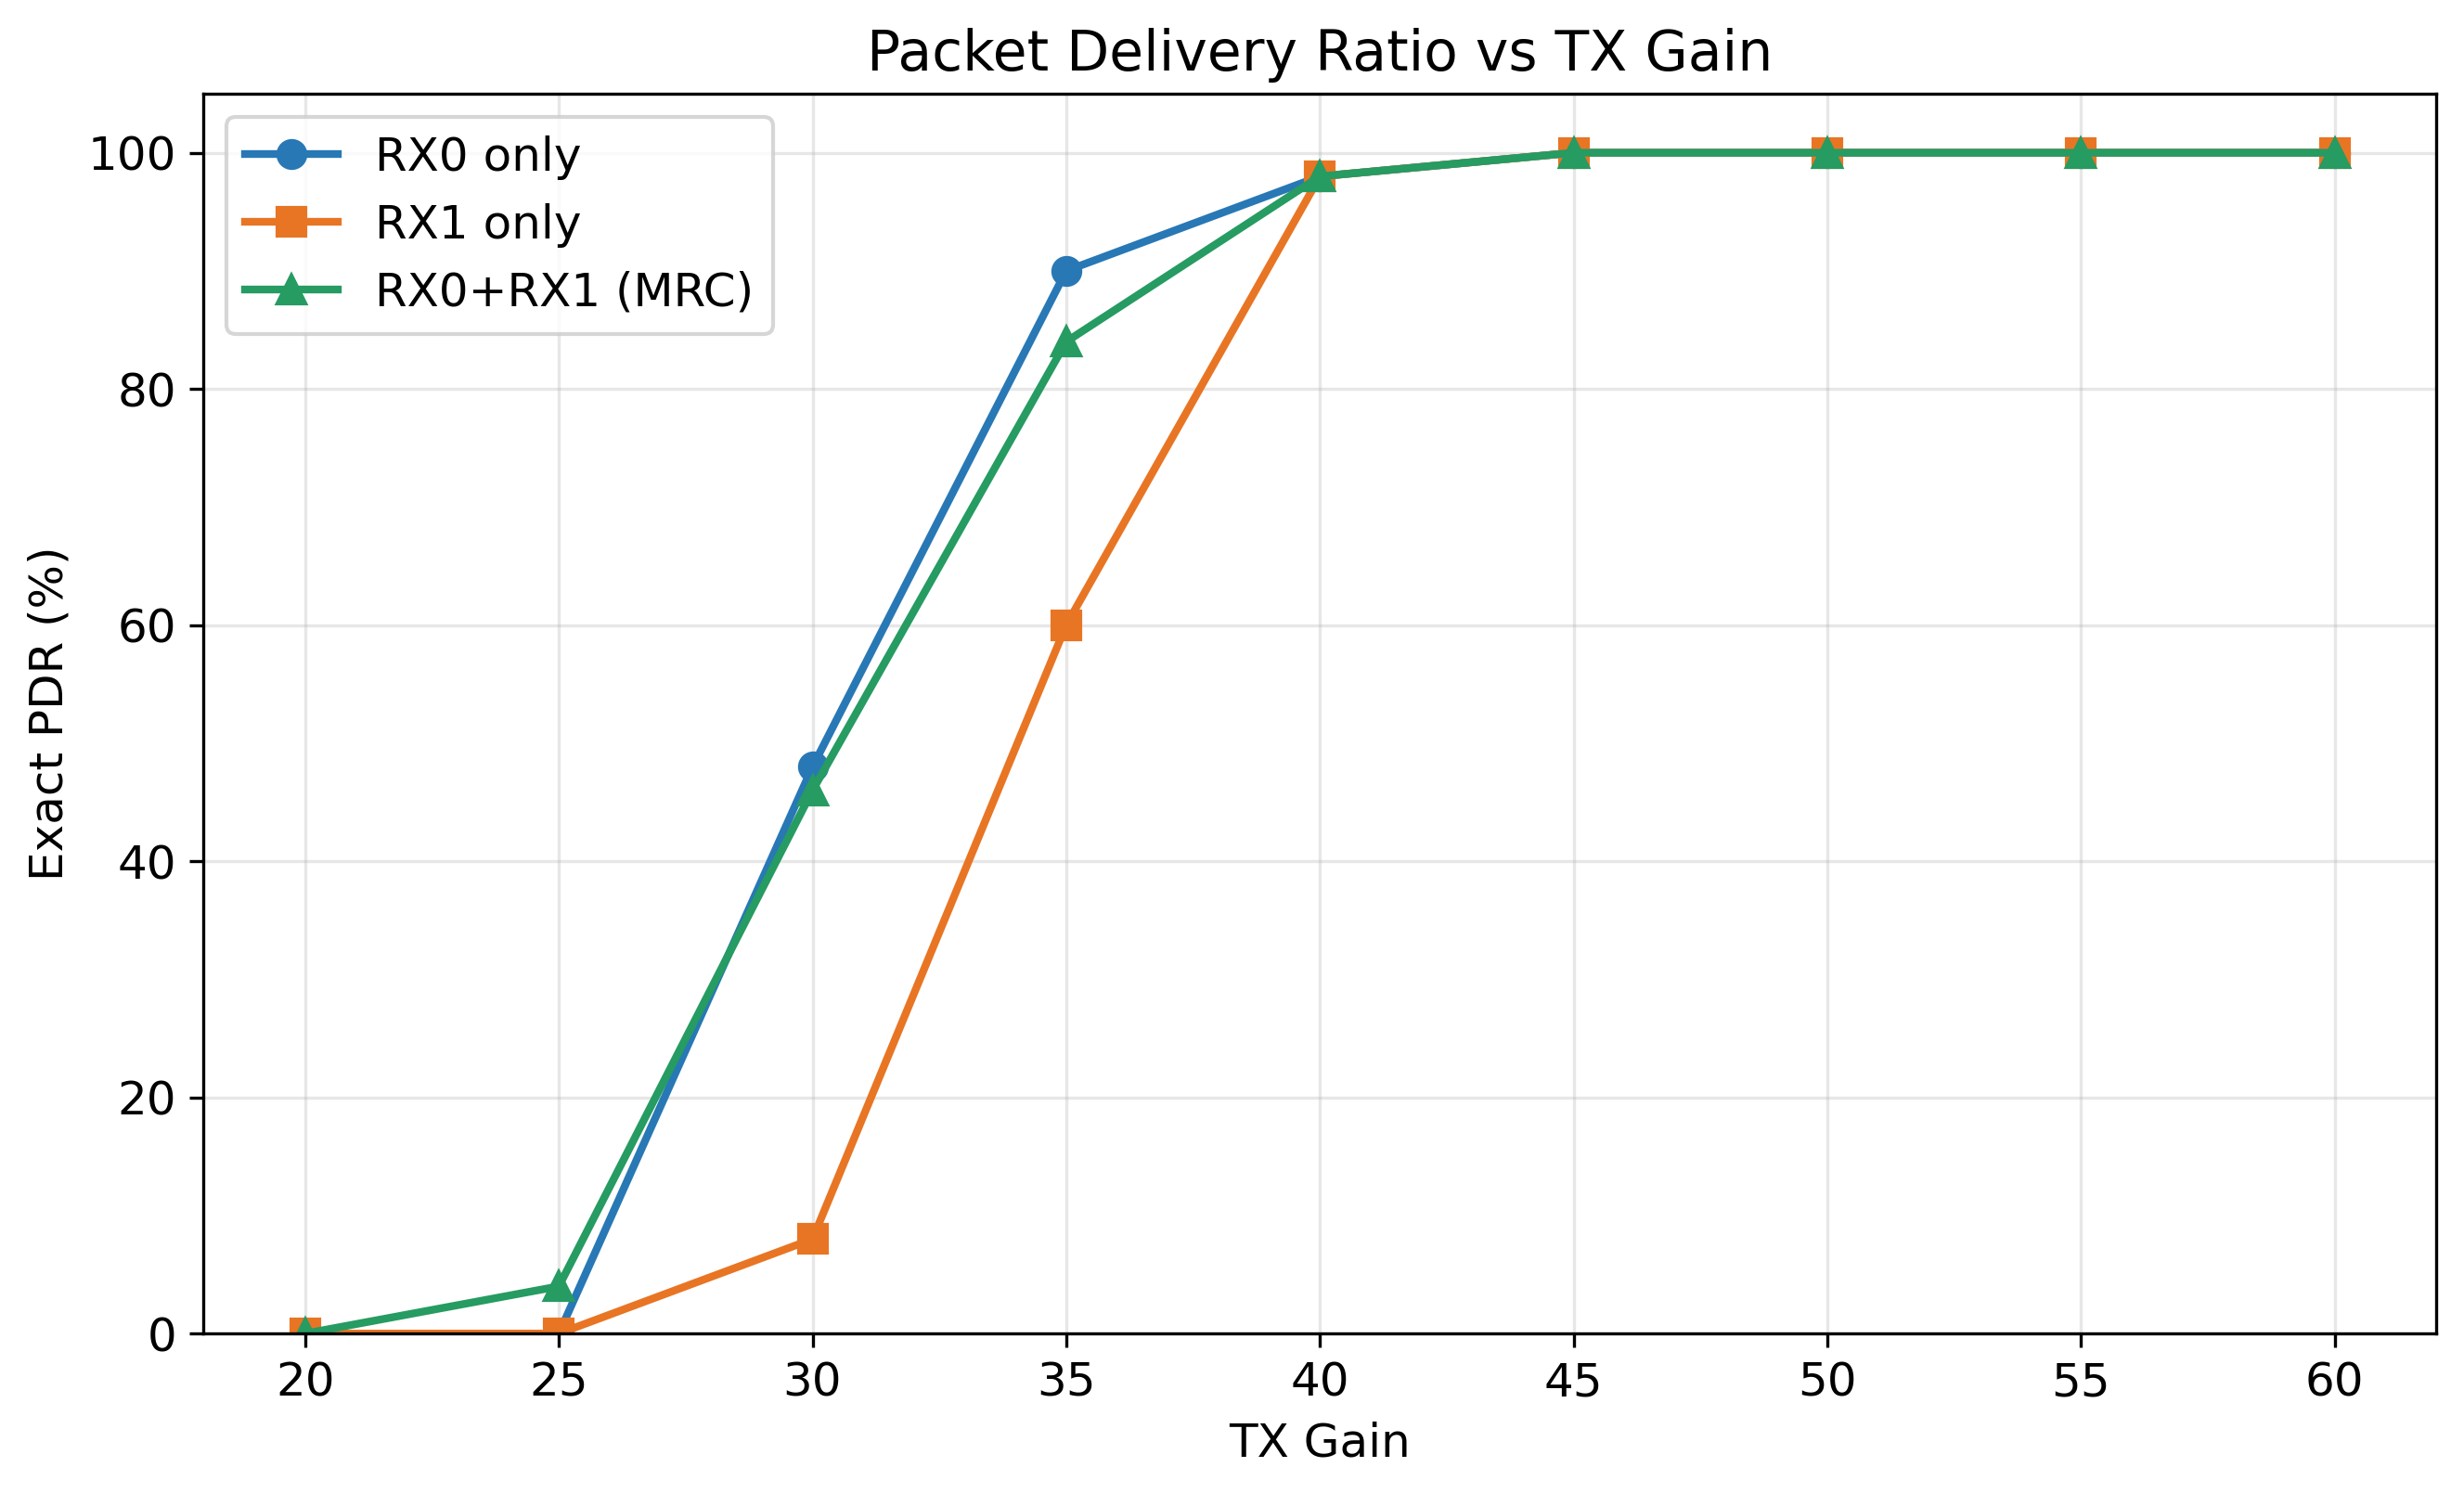 Packet Delivery Ratio vs TX Gain
RX0 only
RX1 only
RX0+RX1 (MRC)
Exact PDR (%)
100
80
60
40
20
0
20 25 30 35 40 45 50 55 60
TX Gain